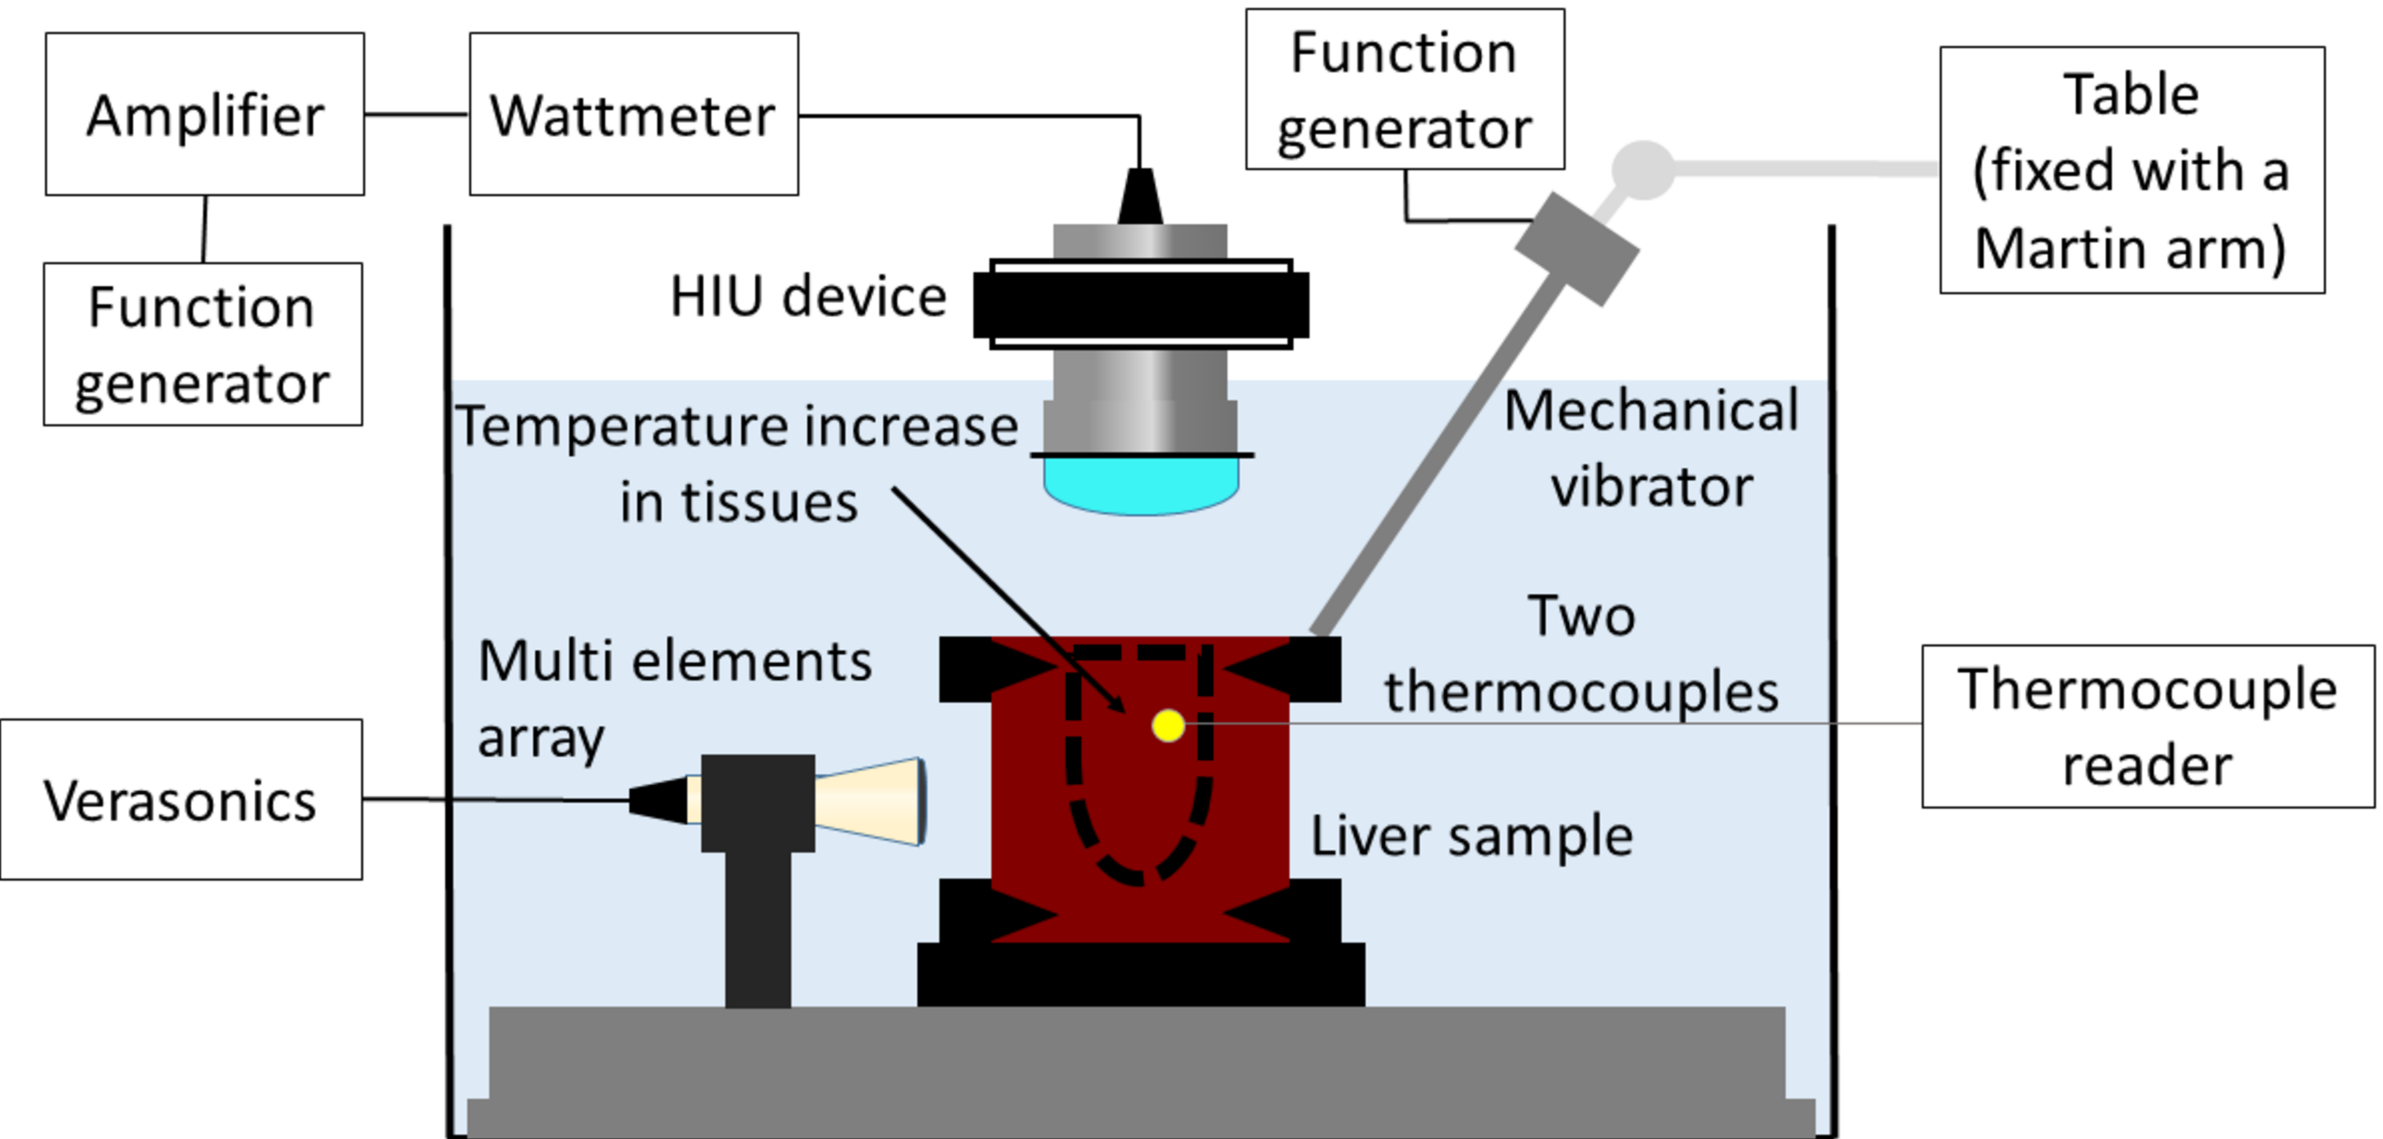 Amplifier
Wattmeter
Function
generator
Function
generator
Table
(fixed with a
Martin arm)
HIU device
Temperature increase
in tissues
Mechanical
vibrator
Multi elements
array
Two
thermocouples
Verasonics
Thermocouple
reader
Liver sample